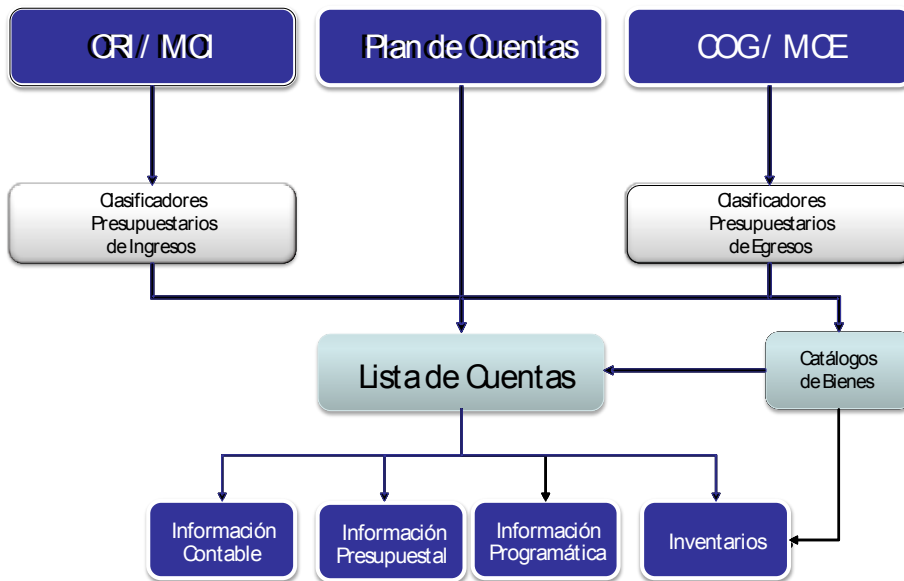 CRI / MCI
Plan de Cuentas
COG / MCE
Clasificadores
Presupuestarios
de Ingresos
Clasificadores
Presupuestarios
de Egresos
Lista de Cuentas
Catálogos
de Bienes
Información
Contable
Información
Presupuestal
Información
Programática
Inventarios